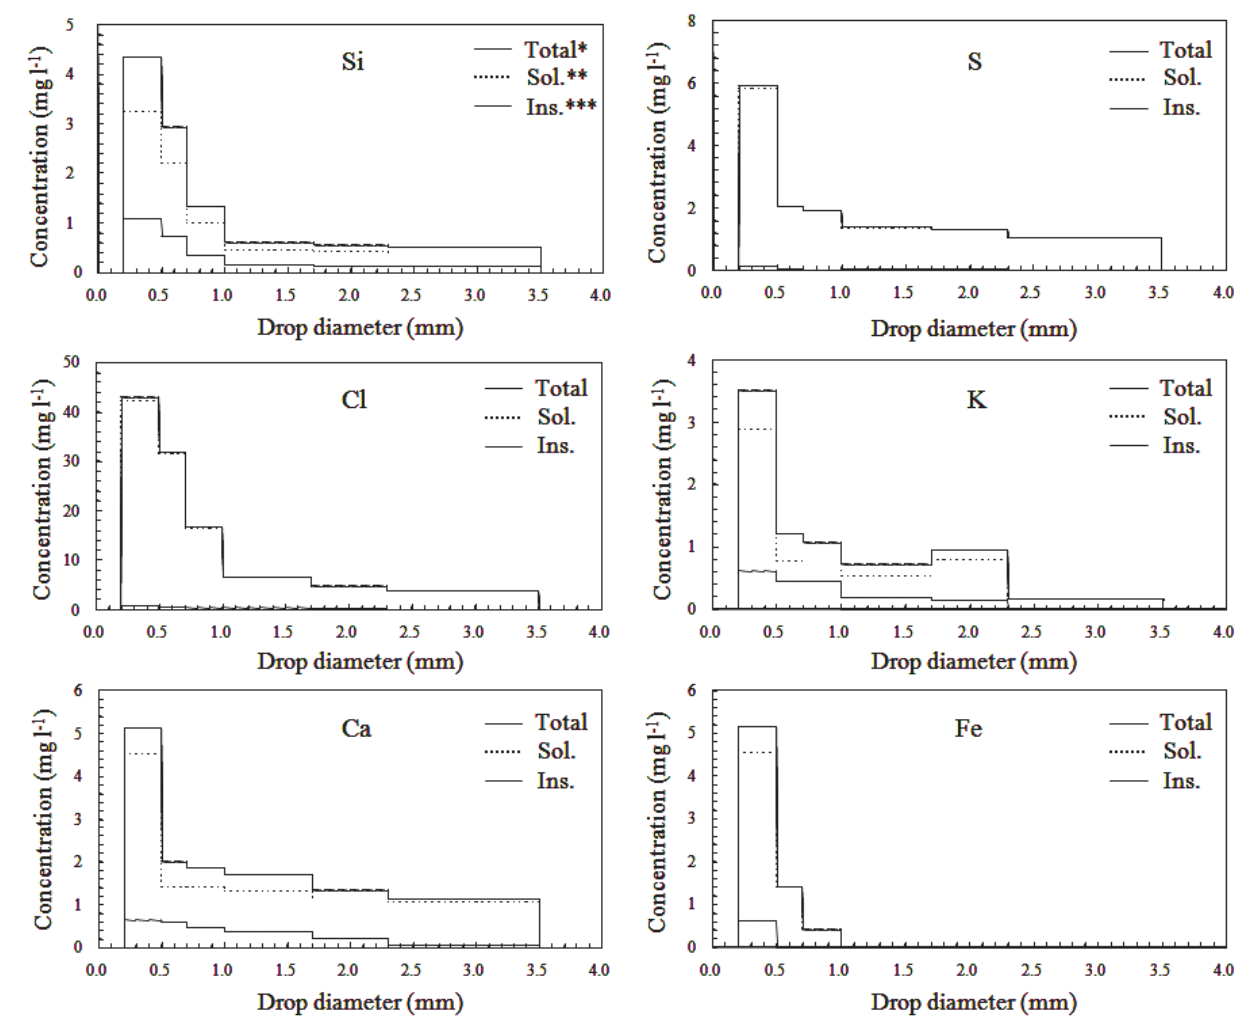 Si
Total*
Sol.**
Ins.***
Concentration (mg l-1)
5
4
3
2
1
0
0.0 0.5 1.0 1.5 2.0 2.5 3.0 3.5 4.0
Drop diameter (mm)
S
Total
Sol.
Ins.
Concentration (mg l-1)
8
6
4
2
0
0.0 0.5 1.0 1.5 2.0 2.5 3.0 3.5 4.0
Drop diameter (mm)
Cl
Total
Sol.
Ins.
Concentration (mg l-1)
50
40
30
20
10
0
0.0 0.5 1.0 1.5 2.0 2.5 3.0 3.5 4.0
Drop diameter (mm)
K
Total
Sol.
Ins.
Concentration (mg l-1)
4
3
2
1
0
0.0 0.5 1.0 1.5 2.0 2.5 3.0 3.5 4.0
Drop diameter (mm)
Ca
Total
Sol.
Ins.
Concentration (mg l-1)
6
5
4
3
2
1
0
0.0 0.5 1.0 1.5 2.0 2.5 3.0 3.5 4.0
Drop diameter (mm)
Fe
Total
Sol.
Ins.
Concentration (mg l-1)
6
5
4
3
2
1
0
0.0 0.5 1.0 1.5 2.0 2.5 3.0 3.5 4.0
Drop diameter (mm)